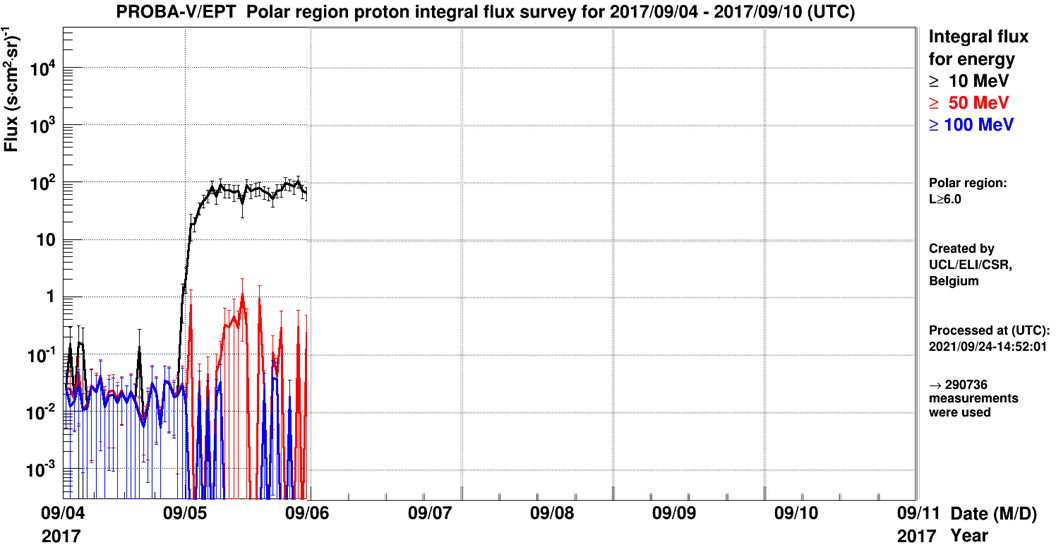 PROBA-V/EPT Polar region proton integral flux survey for 2017/09/04 - 2017/09/10 (UTC)
Flux (s·cm²·sr)⁻¹
10⁴
10³
10²
10
1
10⁻¹
10⁻²
10⁻³
09/04 09/05 09/06 09/07 09/08 09/09 09/10 09/11 Date (M/D)
2017 2017 Year
Integral flux
for energy
≥ 10 MeV
≥ 50 MeV
≥ 100 MeV
Polar region:
L≥6.0
Created by
UCL/ELI/CSR,
Belgium
Processed at (UTC):
2021/09/24-14:52:01
→ 290736
measurements
were used